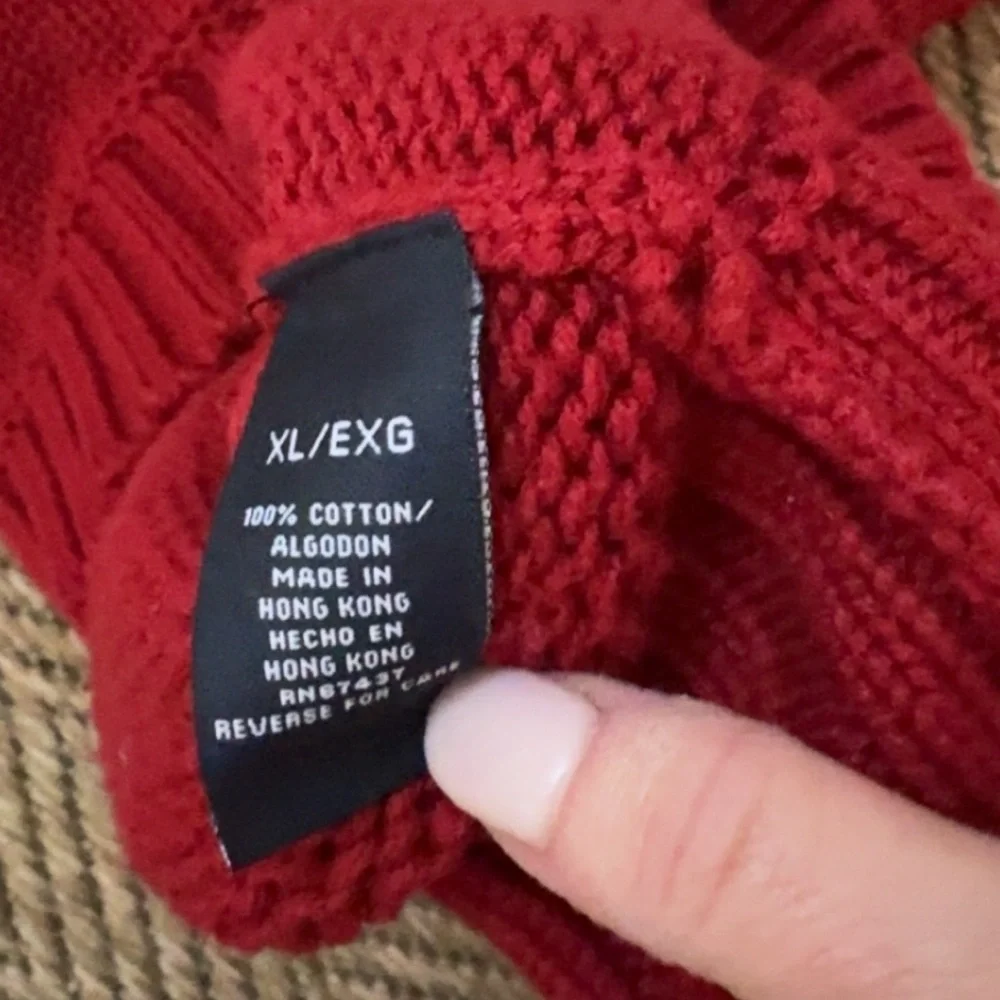 XL/EXG
100% COTTON/
ALGODON
MADE IN
HONG KONG
HECHO EN
HONG KONG
RN67437
REVERSE FOR CARE